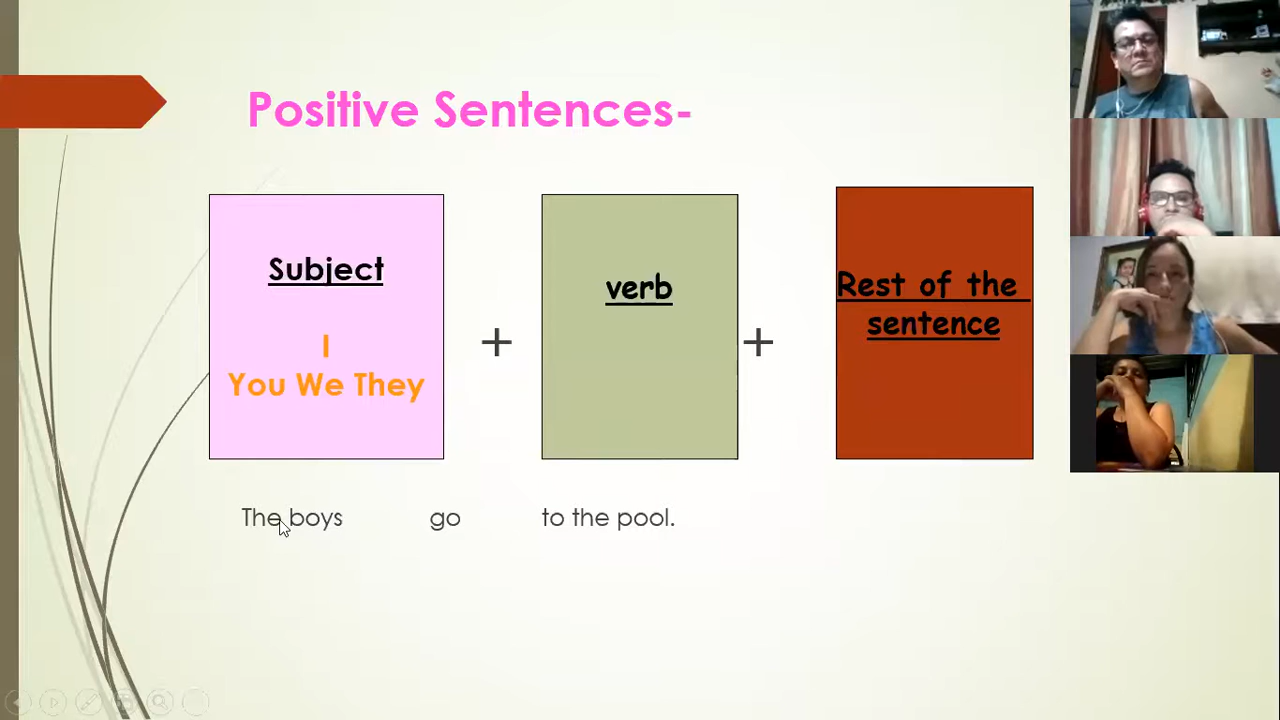 Positive Sentences-
Subject
I
You We They
+
verb
+
Rest of the
sentence
The boys go to the pool.